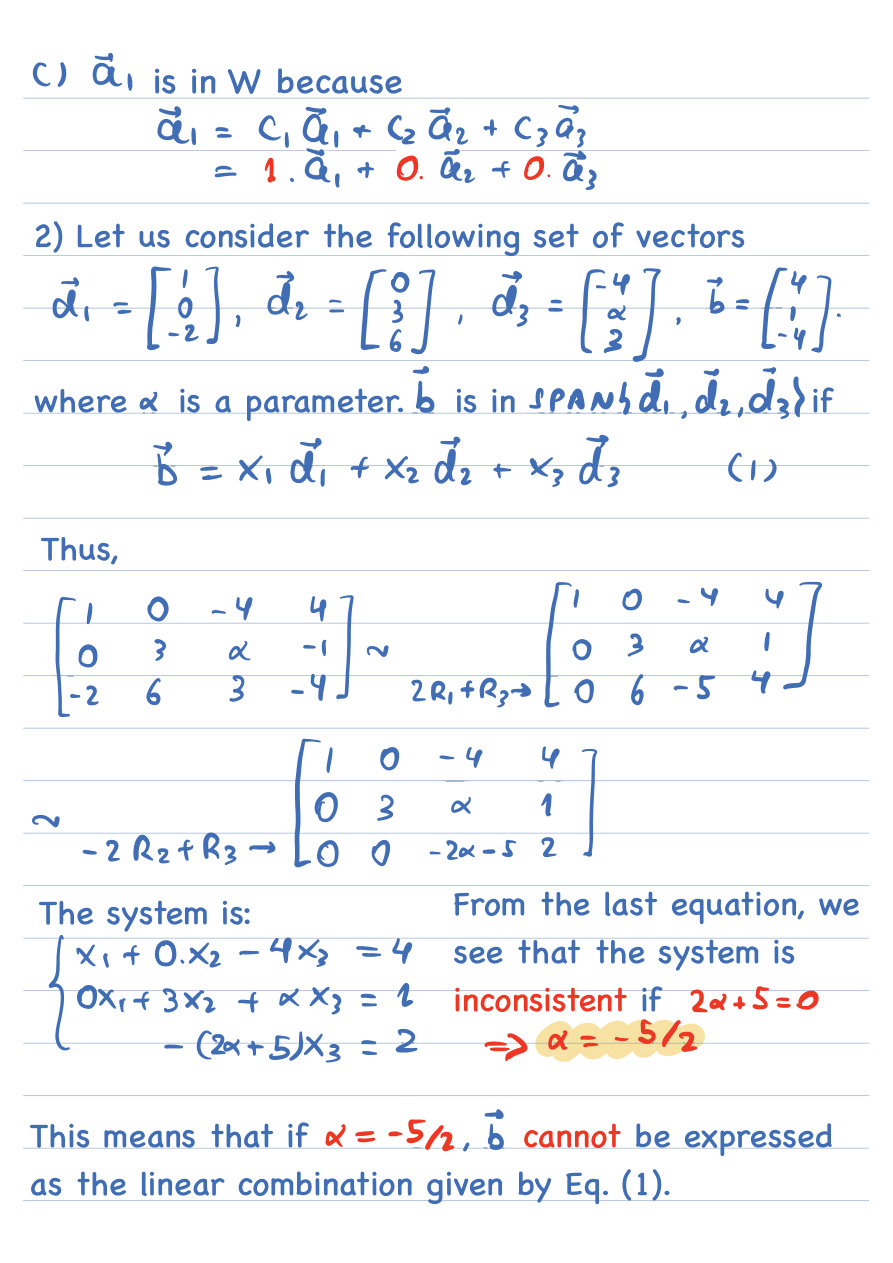 c) a⃗₁ is in W because
a⃗₁ = c₁ a⃗₁ + c₂ a⃗₂ + c₃ a⃗₃
= 1 . a⃗₁ + 0. a⃗₂ + 0. a⃗₃
2) Let us consider the following set of vectors
d⃗₁ = [1 0 -2], d⃗₂ = [0 3 6], d⃗₃ = [-4 α 3], b⃗ = [4 1 -4].
where α is a parameter. b⃗ is in SPAN{d⃗₁, d⃗₂, d⃗₃} if
b⃗ = x₁ d⃗₁ + x₂ d⃗₂ + x₃ d⃗₃ (1)
Thus,
[1 0 -4 4
0 3 α -1
-2 6 3 -4] ~
2R₁+R₃→
[1 0 -4 4
0 3 α 1
0 6 -5 4]
~ -2R₂+R₃→
[1 0 -4 4
0 3 α 1
0 0 -2α-5 2]
The system is:
x₁ + 0.x₂ - 4x₃ = 4
0x₁ + 3x₂ + αx₃ = 1
-(2α+5)x₃ = 2
From the last equation, we
see that the system is
inconsistent if 2α+5=0
=> α = -5/2
This means that if α = -5/2, b⃗ cannot be expressed
as the linear combination given by Eq. (1).